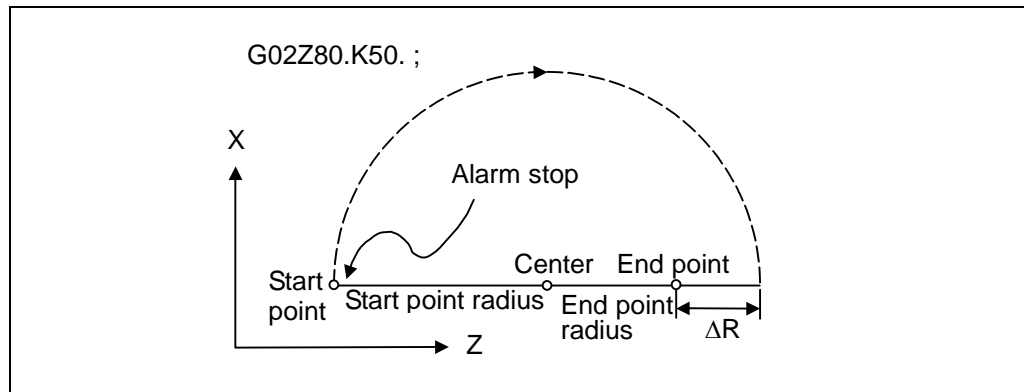 G02Z80.K50. ;
X
Alarm stop
Center
End point
Start
point
Start point radius
End point
radius
ΔR
Z